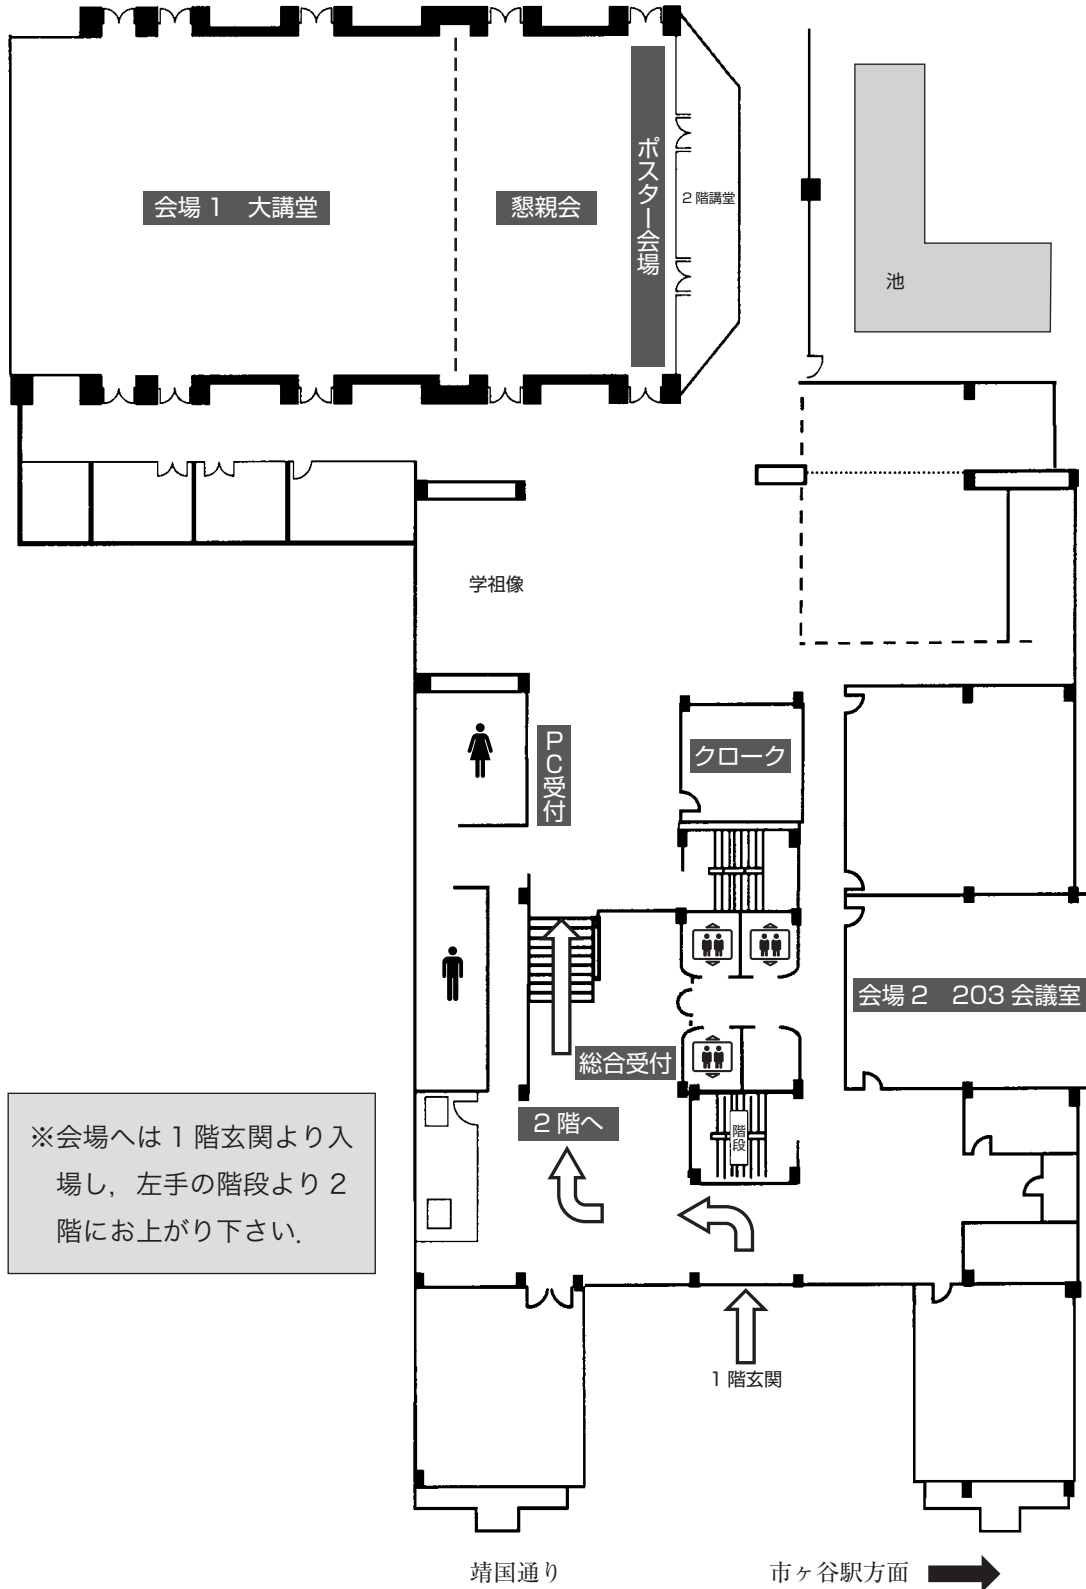 会場 1　大講堂
懇親会
ポスター会場
2 階講堂
池
学祖像
PC受付
クローク
会場 2　203 会議室
総合受付
2 階へ
階段
※会場へは 1 階玄関より入
場し，左手の階段より 2
階にお上がり下さい．
1 階玄関
靖国通り
市ヶ谷駅方面